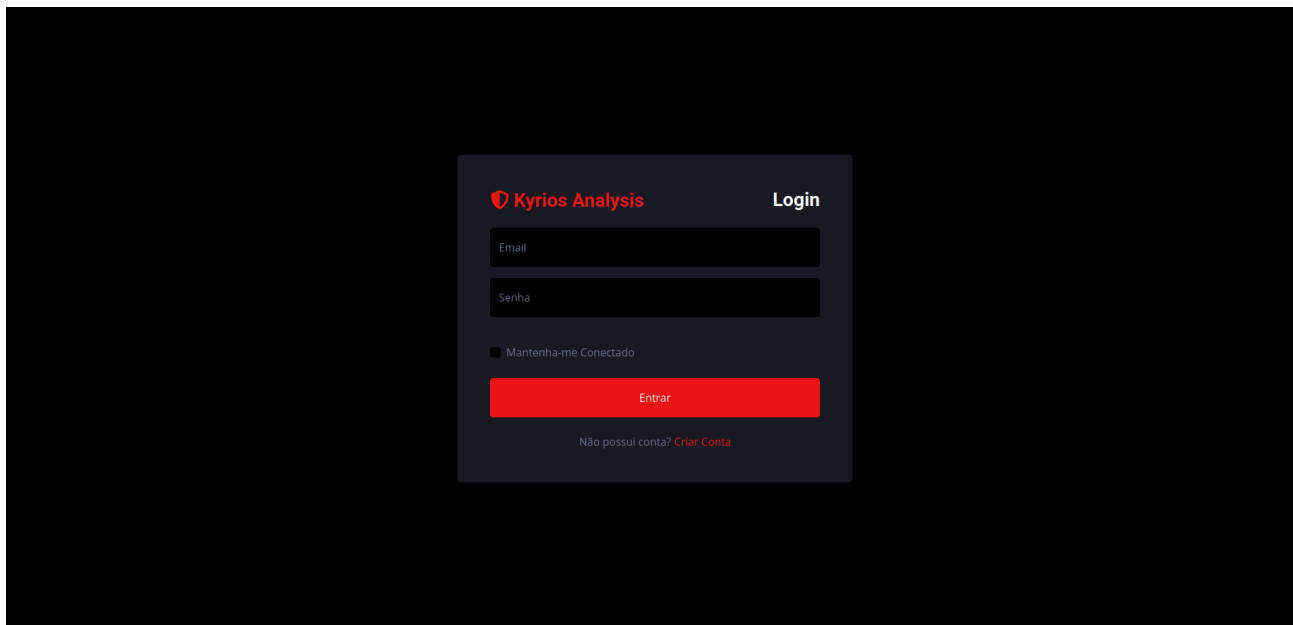 Kyrios Analysis Login
Email
Senha
Mantenha-me Conectado
Entrar
Não possui conta? Criar Conta